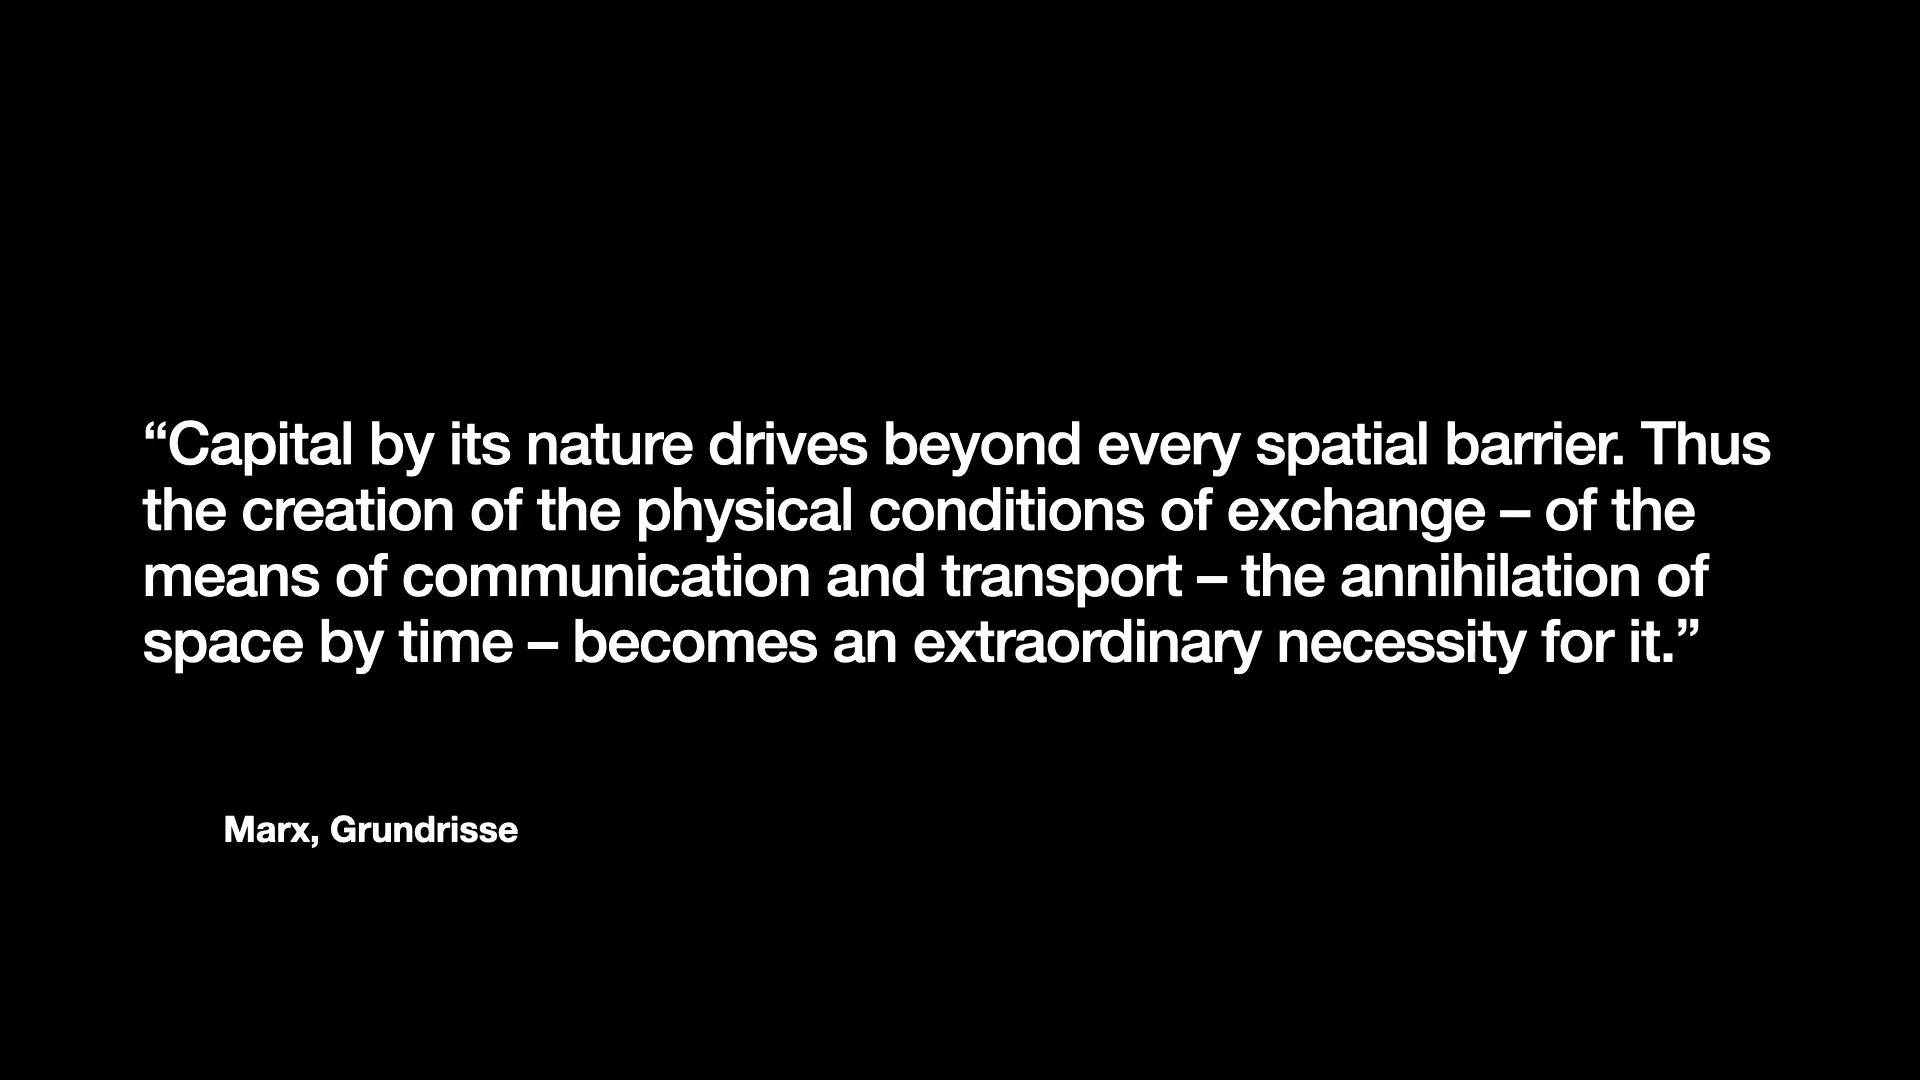 “Capital by its nature drives beyond every spatial barrier. Thus
the creation of the physical conditions of exchange – of the
means of communication and transport – the annihilation of
space by time – becomes an extraordinary necessity for it.”
Marx, Grundrisse